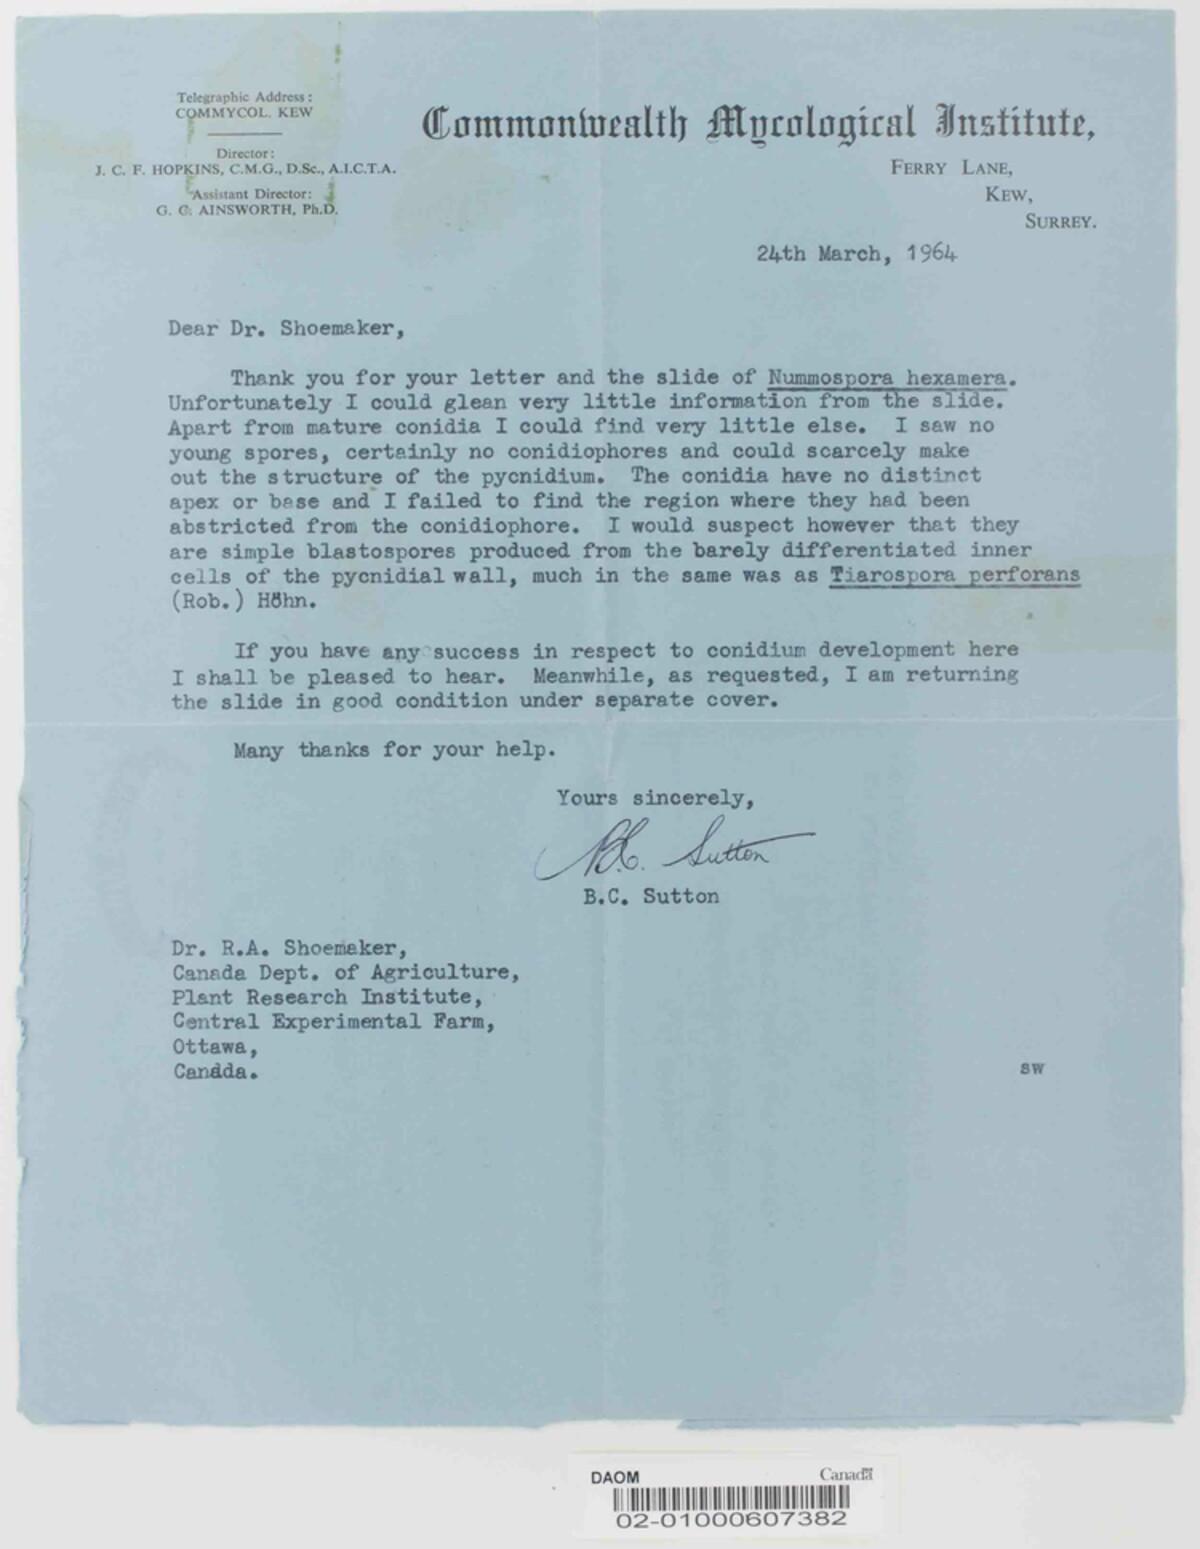 Telegraphic Address:
COMMYCOL. KEW
Director:
J. C. F. HOPKINS, C.M.G., D.Sc., A.I.C.T.A.
Assistant Director:
G. C. AINSWORTH, Ph.D.
Commonwealth Mycological Institute,
FERRY LANE,
KEW,
SURREY.
24th March, 1964
Dear Dr. Shoemaker,
Thank you for your letter and the slide of Nummospora hexamera.
Unfortunately I could glean very little information from the slide.
Apart from mature conidia I could find very little else. I saw no
young spores, certainly no conidiophores and could scarcely make
out the structure of the pycnidium. The conidia have no distinct
apex or base and I failed to find the region where they had been
abstricted from the conidiophore. I would suspect however that they
are simple blastospores produced from the barely differentiated inner
cells of the pycnidial wall, much in the same was as Tiarospora perforans
(Rob.) Höhn.
If you have any success in respect to conidium development here
I shall be pleased to hear. Meanwhile, as requested, I am returning
the slide in good condition under separate cover.
Many thanks for your help.
Yours sincerely,
B.C. Sutton
B.C. Sutton
Dr. R.A. Shoemaker,
Canada Dept. of Agriculture,
Plant Research Institute,
Central Experimental Farm,
Ottawa,
Canada.
SW
DAOM
Canada
02-01000607382